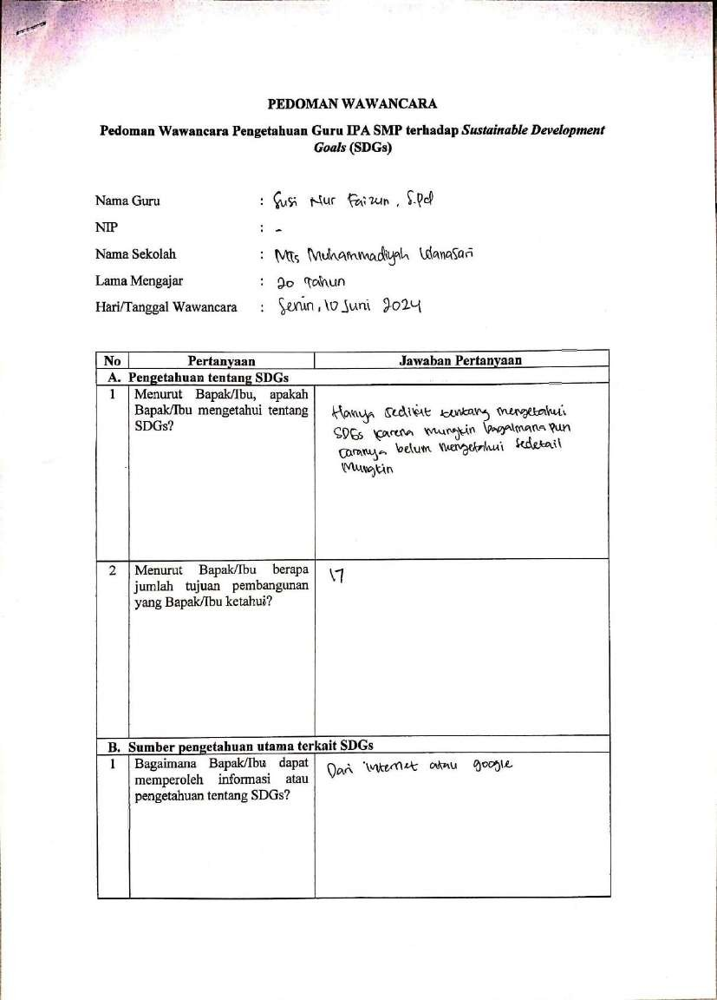 PEDOMAN WAWANCARA
Pedoman Wawancara Pengetahuan Guru IPA SMP terhadap Sustainable Development
Goals (SDGs)
Nama Guru : Susi Nur Faizun, S.Pd
NIP : -
Nama Sekolah : MTs Muhammadiyah Wanasari
Lama Mengajar : 20 Tahun
Hari/Tanggal Wawancara : Senin, 10 Juni 2024
No Pertanyaan Jawaban Pertanyaan
A. Pengetahuan tentang SDGs
1 Menurut Bapak/Ibu, apakah
Bapak/Ibu mengetahui tentang
SDGs?
Hanya sedikit tentang mengetahui
SDGs karena mungkin bagaimana pun
caranya belum mengetahui sedetail
Mungkin
2 Menurut Bapak/Ibu berapa
jumlah tujuan pembangunan
yang Bapak/Ibu ketahui?
17
B. Sumber pengetahuan utama terkait SDGs
1 Bagaimana Bapak/Ibu dapat
memperoleh informasi atau
pengetahuan tentang SDGs?
Dari internet atau google